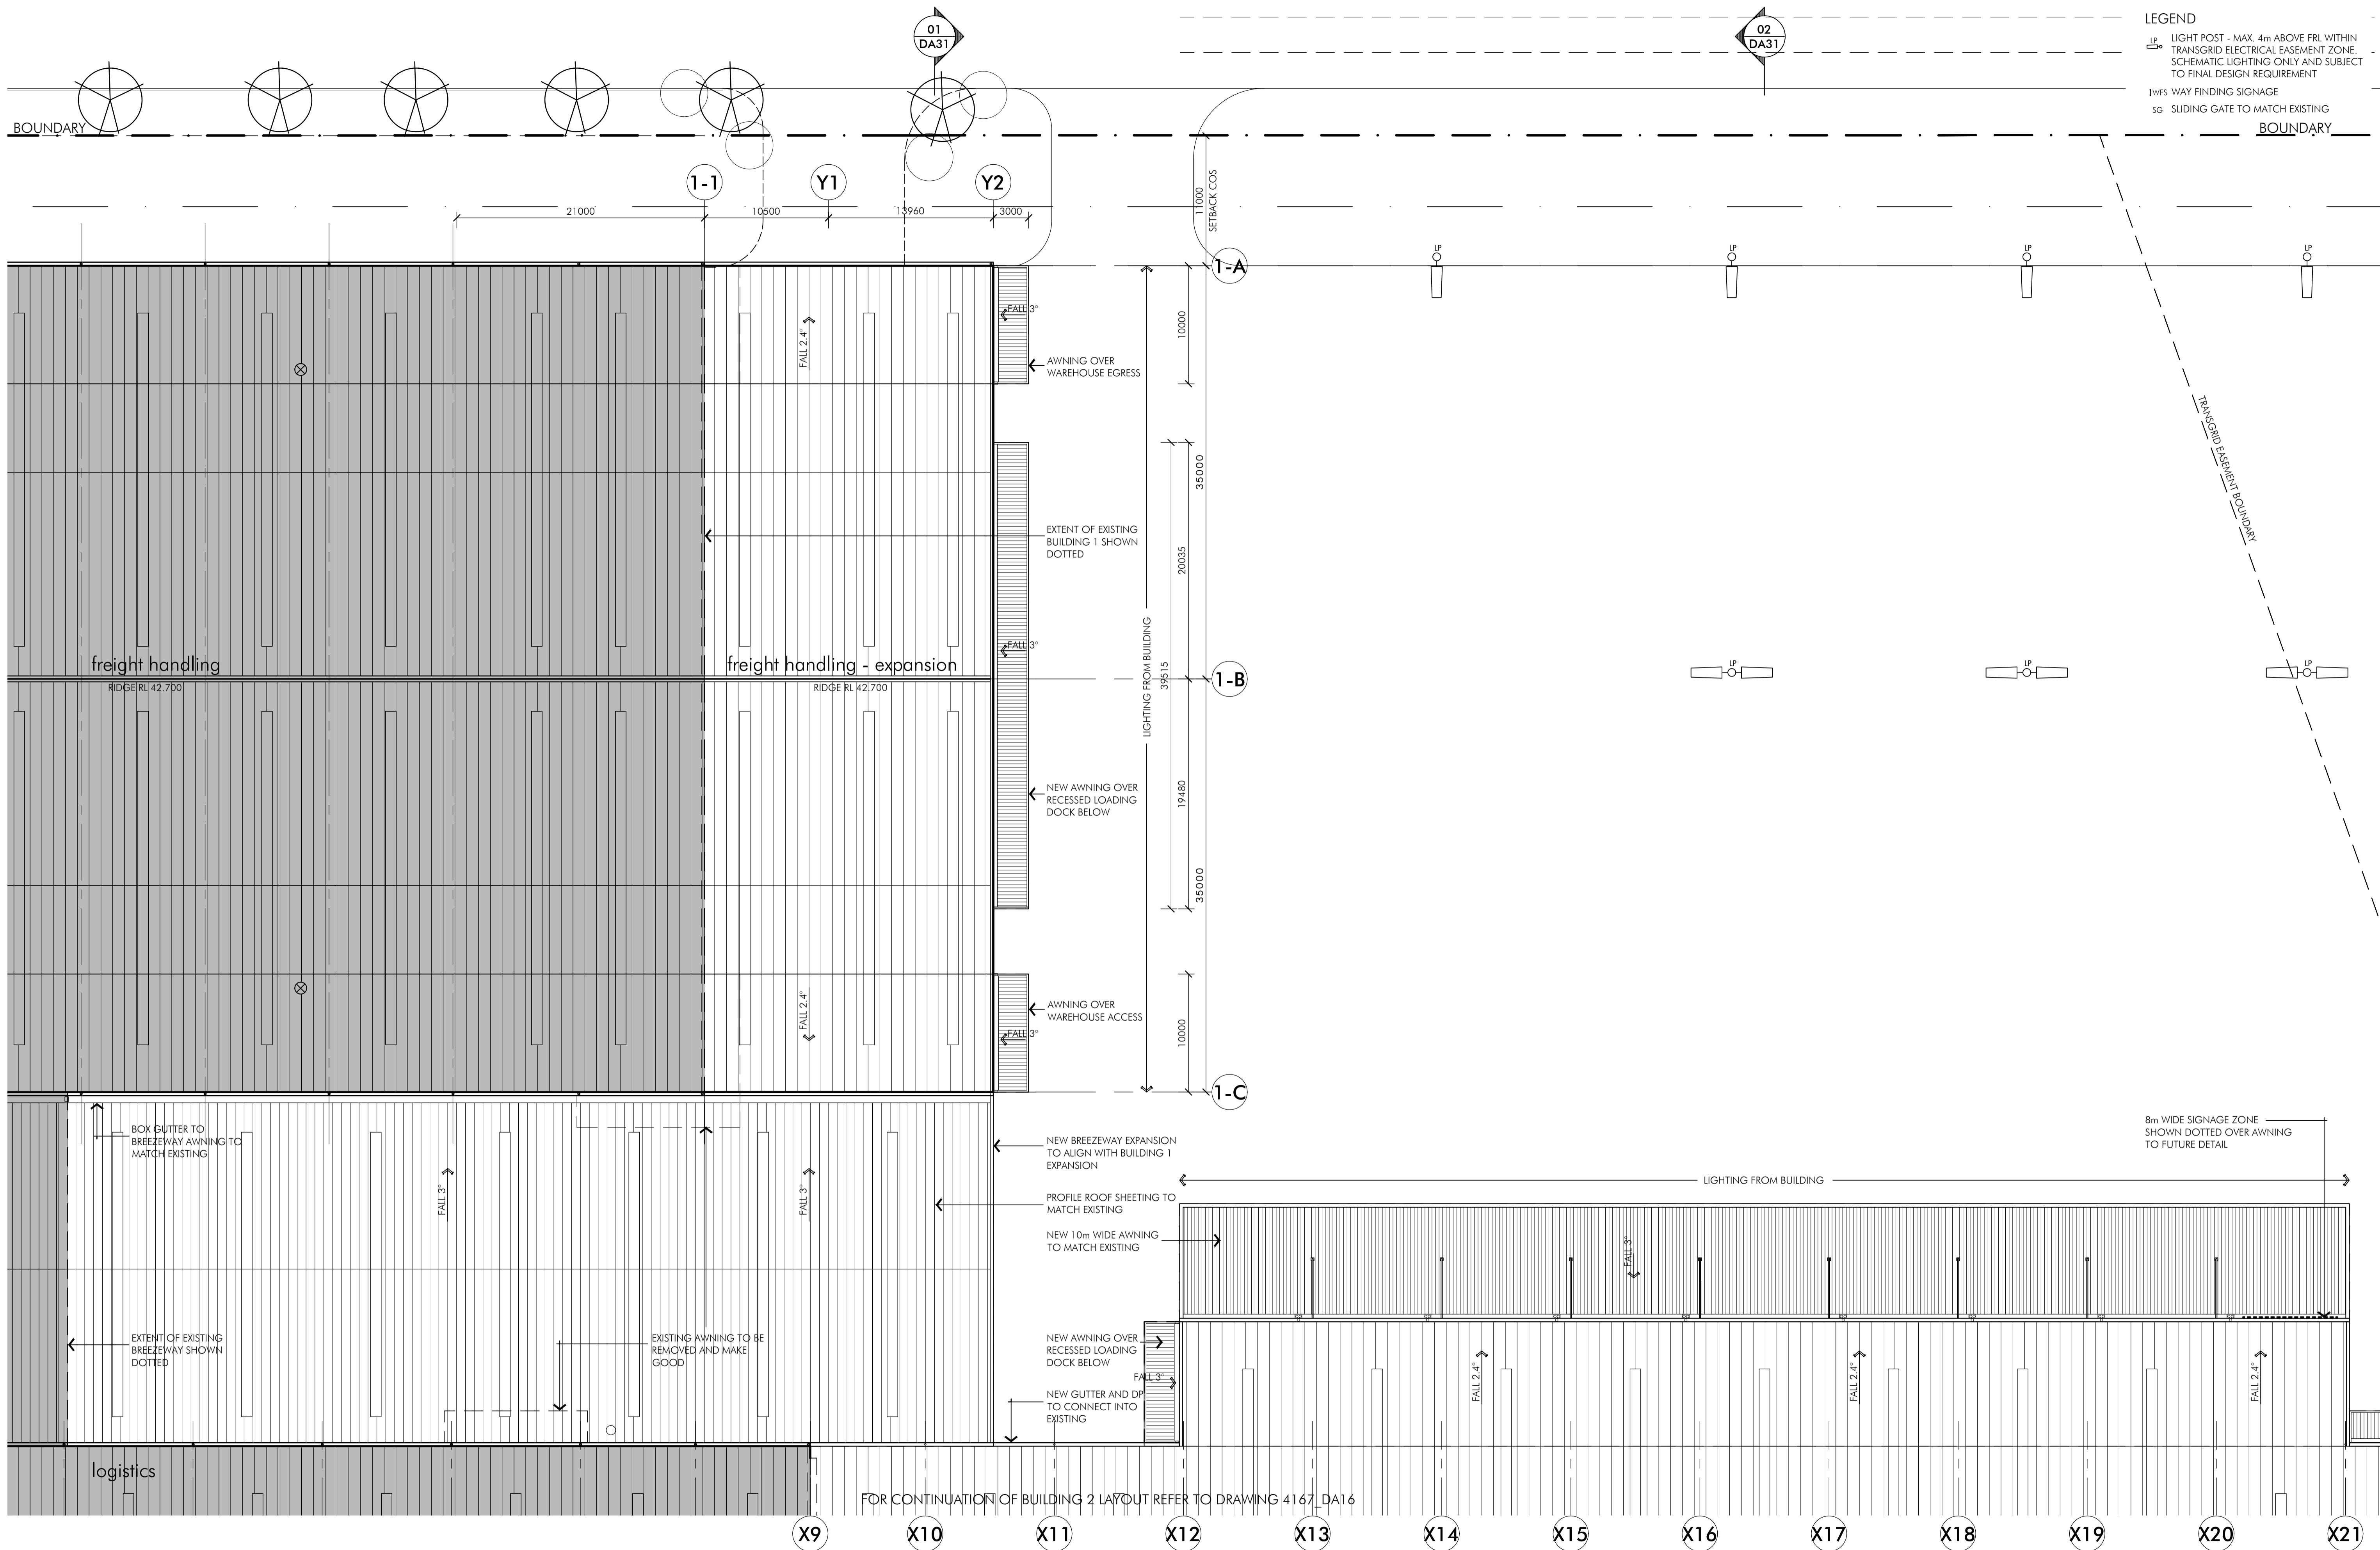 01
DA31
02
DA31
LEGEND
LP
LIGHT POST - MAX. 4m ABOVE FRL WITHIN
TRANSGRID ELECTRICAL EASEMENT ZONE.
SCHEMATIC LIGHTING ONLY AND SUBJECT
TO FINAL DESIGN REQUIREMENT
WFS WAY FINDING SIGNAGE
SG SLIDING GATE TO MATCH EXISTING
BOUNDARY
BOUNDARY
1-1
Y1
Y2
21000
10500
13960
3000
11000
SETBACK COS
1-A
LP
LP
LP
LP
FALL 3°
FALL 2.4°
10000
AWNING OVER
WAREHOUSE EGRESS
35000
TRANSGRID EASEMENT BOUNDARY
EXTENT OF EXISTING
BUILDING 1 SHOWN
DOTTED
20035
LIGHTING FROM BUILDING
39515
freight handling
RIDGE RL 42.700
freight handling - expansion
RIDGE RL 42.700
FALL 3°
1-B
LP
LP
LP
NEW AWNING OVER
RECESSED LOADING
DOCK BELOW
19480
35000
FALL 2.4°
AWNING OVER
WAREHOUSE ACCESS
FALL 3°
10000
1-C
BOX GUTTER TO
BREEZEWAY AWNING TO
MATCH EXISTING
FALL 3°
FALL 3°
NEW BREEZEWAY EXPANSION
TO ALIGN WITH BUILDING 1
EXPANSION
8m WIDE SIGNAGE ZONE
SHOWN DOTTED OVER AWNING
TO FUTURE DETAIL
LIGHTING FROM BUILDING
PROFILE ROOF SHEETING TO
MATCH EXISTING
NEW 10m WIDE AWNING
TO MATCH EXISTING
FALL 3°
EXTENT OF EXISTING
BREEZEWAY SHOWN
DOTTED
EXISTING AWNING TO BE
REMOVED AND MAKE
GOOD
NEW AWNING OVER
RECESSED LOADING
DOCK BELOW
FALL 3°
FALL 2.4°
FALL 2.4°
FALL 2.4°
NEW GUTTER AND DP
TO CONNECT INTO
EXISTING
logistics
FOR CONTINUATION OF BUILDING 2 LAYOUT REFER TO DRAWING 4167_DA16
X9
X10
X11
X12
X13
X14
X15
X16
X17
X18
X19
X20
X21